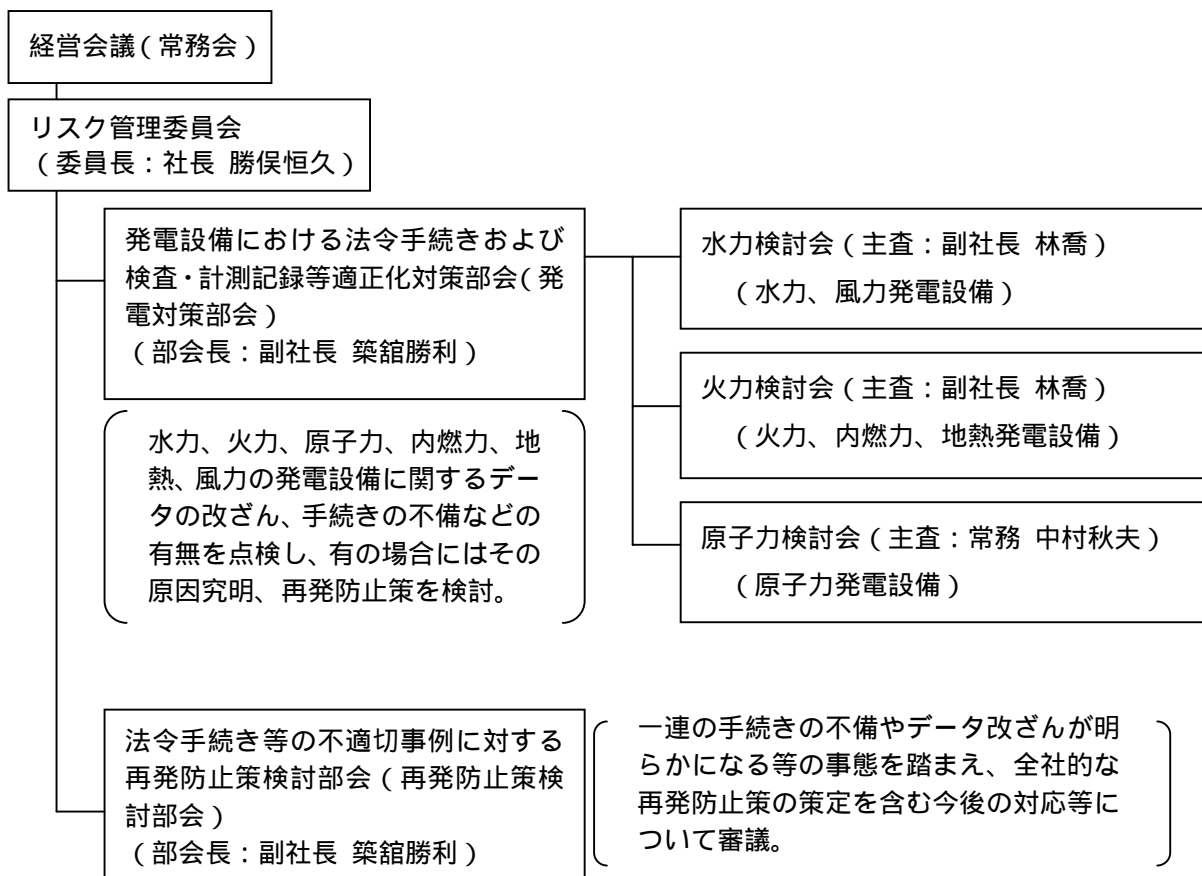 経営会議(常務会)
リスク管理委員会
(委員長:社長 勝俣恒久)
発電設備における法令手続きおよび
検査・計測記録等適正化対策部会(発
電対策部会)
(部会長:副社長 築舘勝利)
水力、火力、原子力、内燃力、地
熱、風力の発電設備に関するデー
タの改ざん、手続きの不備などの
有無を点検し、有の場合にはその
原因究明、再発防止策を検討。
水力検討会(主査:副社長 林喬)
(水力、風力発電設備)
火力検討会(主査:副社長 林喬)
(火力、内燃力、地熱発電設備)
原子力検討会(主査:常務 中村秋夫)
(原子力発電設備)
法令手続き等の不適切事例に対する
再発防止策検討部会(再発防止策検
討部会)
(部会長:副社長 築舘勝利)
一連の手続きの不備やデータ改ざんが明
らかになる等の事態を踏まえ、全社的な
再発防止策の策定を含む今後の対応等に
ついて審議。